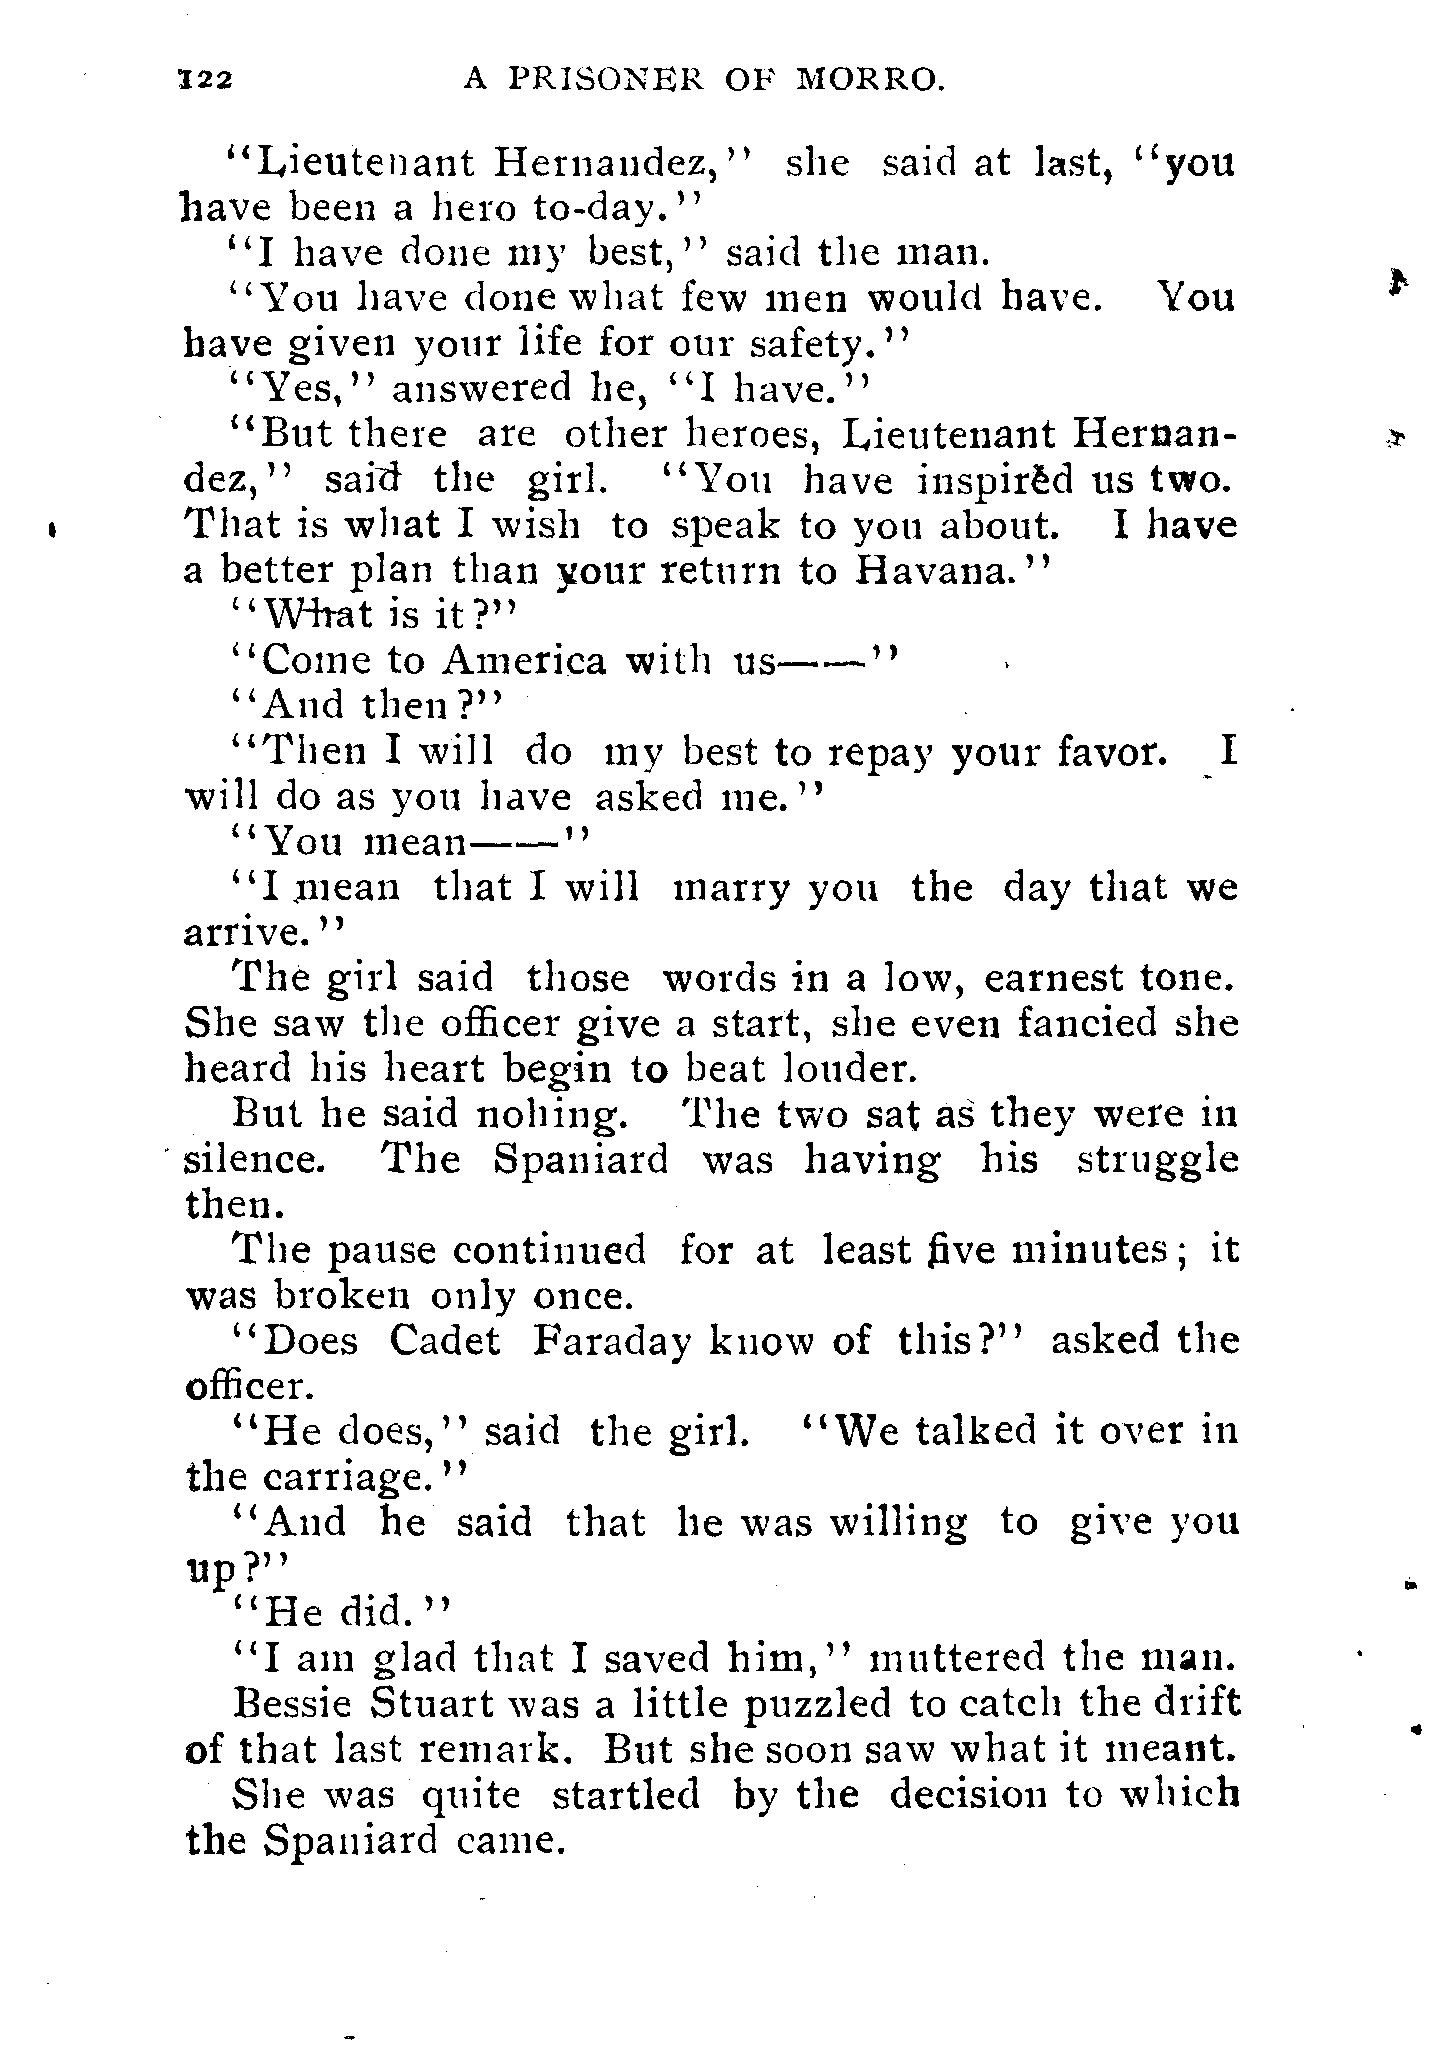 122 A PRISONER OF MORRO.
"Lieutenant Hernandez," she said at last, "you
have been a hero to-day."
"I have done my best," said the man.
"You have done what few men would have. You
have given your life for our safety."
"Yes," answered he, "I have."
"But there are other heroes, Lieutenant Hernan-
dez," said the girl. "You have inspired us two.
That is what I wish to speak to you about. I have
a better plan than your return to Havana."
"What is it?"
"Come to America with us——"
"And then?"
"Then I will do my best to repay your favor. I
will do as you have asked me."
"You mean——"
"I mean that I will marry you the day that we
arrive."
The girl said those words in a low, earnest tone.
She saw the officer give a start, she even fancied she
heard his heart begin to beat louder.
But he said nohing. The two sat as they were in
silence. The Spaniard was having his struggle
then.
The pause continued for at least five minutes; it
was broken only once.
"Does Cadet Faraday know of this?" asked the
officer.
"He does," said the girl. "We talked it over in
the carriage."
"And he said that he was willing to give you
up?"
"He did."
"I am glad that I saved him," muttered the man.
Bessie Stuart was a little puzzled to catch the drift
of that last remark. But she soon saw what it meant.
She was quite startled by the decision to which
the Spaniard came.